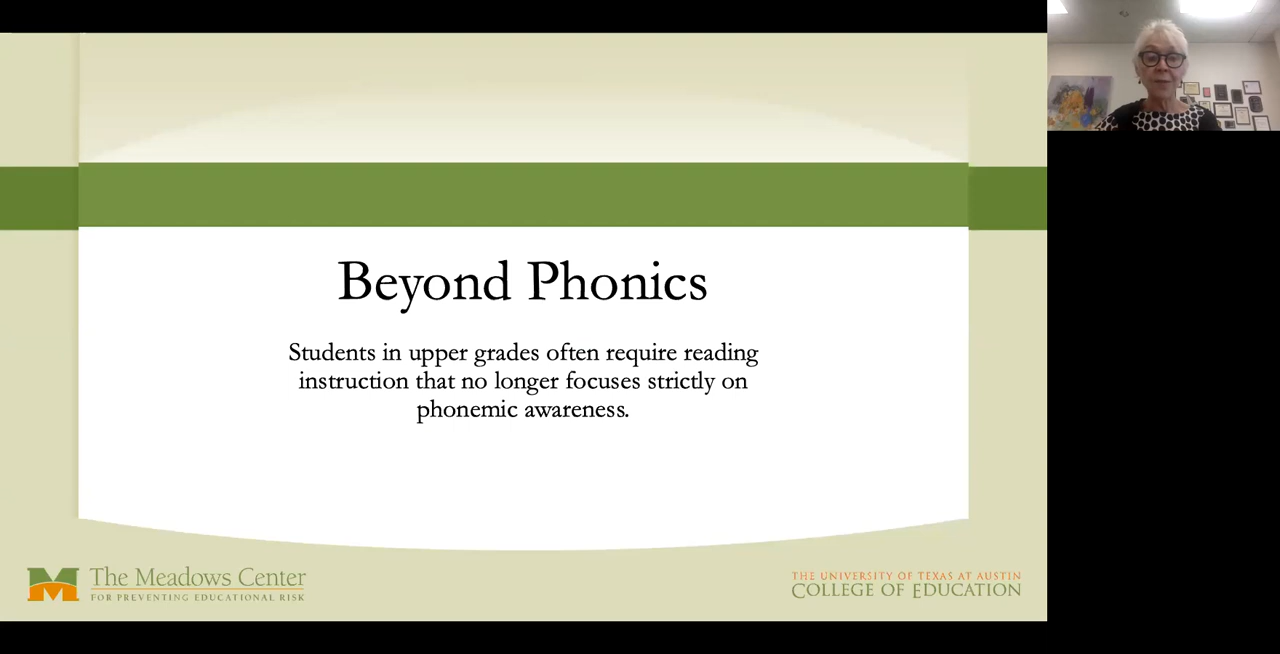 Beyond Phonics
Students in upper grades often require reading
instruction that no longer focuses strictly on
phonemic awareness.
The Meadows Center
FOR PREVENTING EDUCATIONAL RISK
THE UNIVERSITY OF TEXAS AT AUSTIN
COLLEGE OF EDUCATION